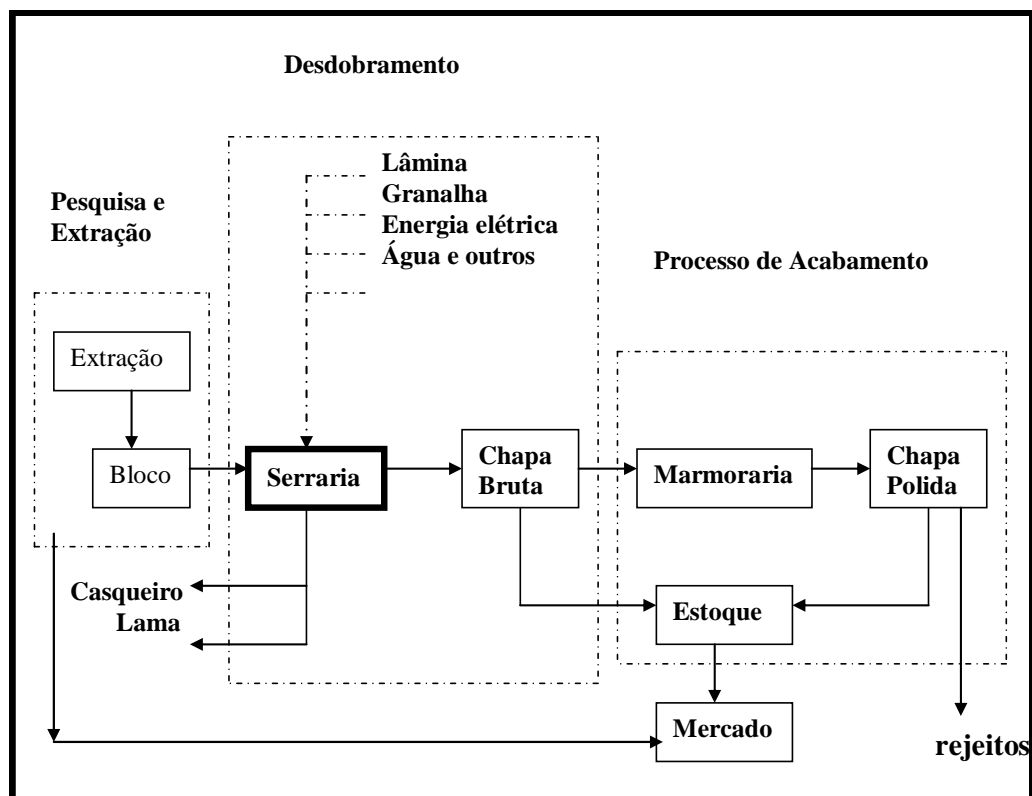 Desdobramento
Lâmina
Granalha
Energia elétrica
Água e outros
Pesquisa e
Extração
Processo de Acabamento
Extração
Bloco
Serraria
Chapa
Bruta
Marmoraria
Chapa
Polida
Casqueiro
Lama
Estoque
Mercado
rejeitos